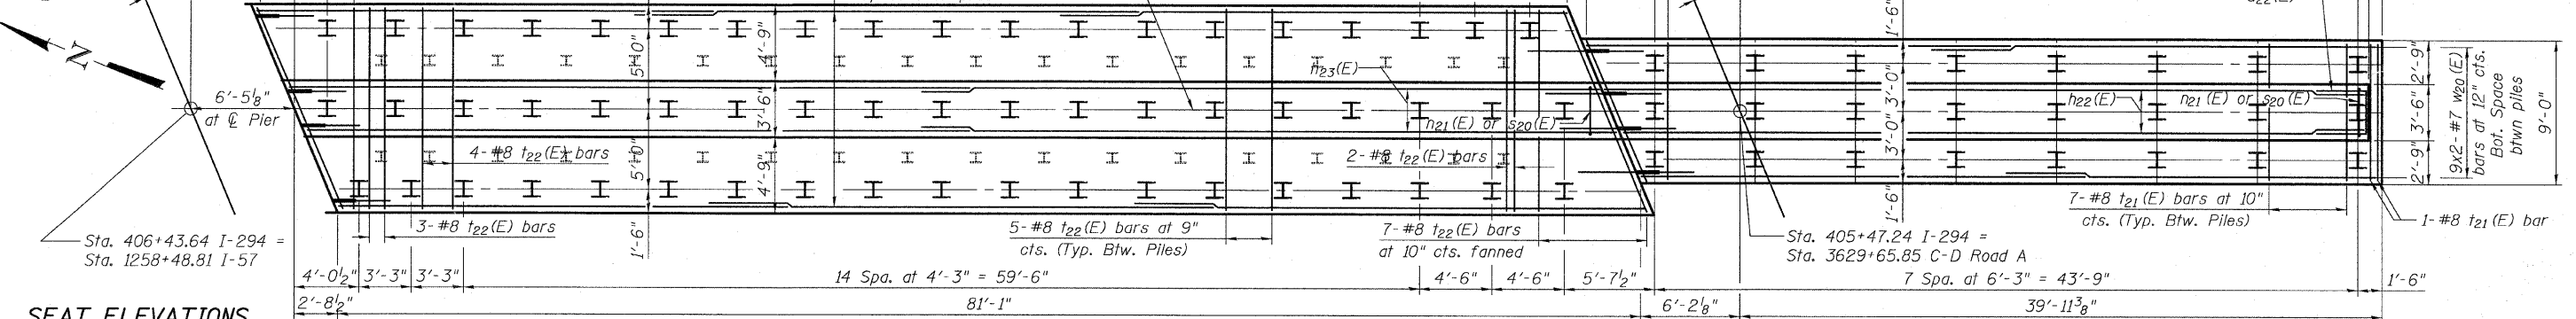 N
6'-5⅛"
at ℄ Pier
Sta. 406+43.64 I-294 =
Sta. 1258+48.81 I-57
SEAT ELEVATIONS
5'-10"
4'-9"
3'-6"
5'-0"
4'-9"
1'-6"
4- #8 t22(E) bars
3- #8 t22(E) bars
h23(E)
h21(E) or s20(E)
2- #8 t22(E) bars
5- #8 t22(E) bars at 9"
cts. (Typ. Btw. Piles)
7- #8 t22(E) bars
at 10" cts. fanned
4'-0½"
3'-3"
3'-3"
14 Spa. at 4'-3" = 59'-6"
4'-6"
4'-6"
5'-7½"
7 Spa. at 6'-3" = 43'-9"
1'-6"
2'-8½"
81'-1"
6'-2⅛"
39'-11⅜"
1'-6"
3'-0"
3'-0"
1'-6"
h22(E)
n21(E) or s20(E)
2'-9"
3'-6"
2'-9"
9x2- #7 w20(E)
bars at 12" cts.
Bot. Space
btwn piles
9'-0"
Sta. 405+47.24 I-294 =
Sta. 3629+65.85 C-D Road A
7- #8 t21(E) bars at 10"
cts. (Typ. Btw. Piles)
1- #8 t21(E) bar